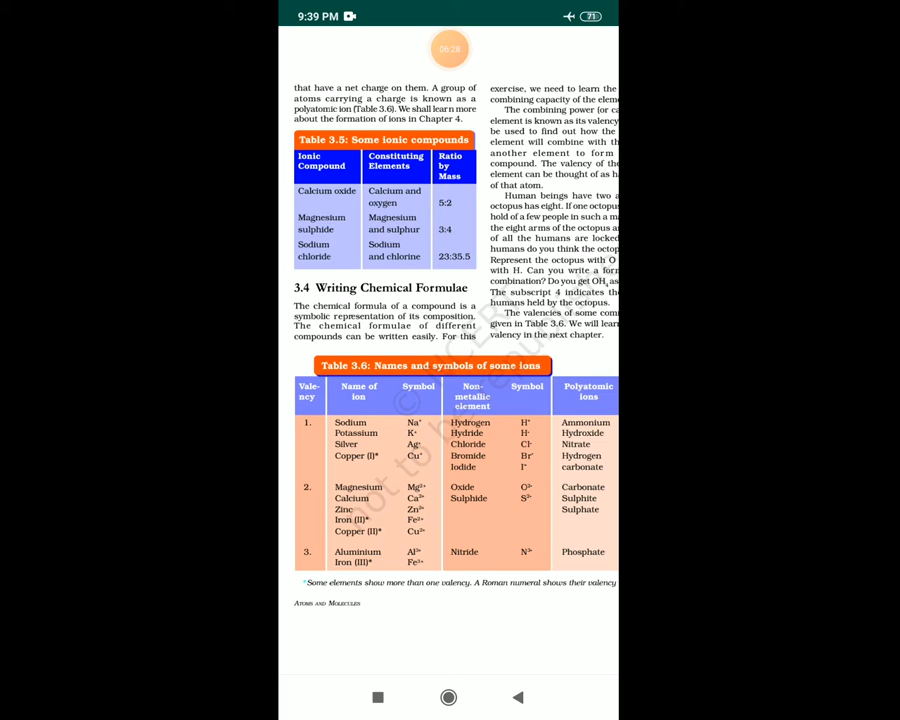 9:39 PM
71
06:28
that have a net charge on them. A group of
atoms carrying a charge is known as a
polyatomic ion (Table 3.6). We shall learn more
about the formation of ions in Chapter 4.
Table 3.5: Some ionic compounds
Ionic Compound Constituting Elements Ratio by Mass
Calcium oxide Calcium and oxygen 5:2
Magnesium sulphide Magnesium and sulphur 3:4
Sodium chloride Sodium and chlorine 23:35.5
3.4 Writing Chemical Formulae
The chemical formula of a compound is a
symbolic representation of its composition.
The chemical formulae of different
compounds can be written easily. For this
exercise, we need to learn the
combining capacity of the eleme
The combining power (or ca
element is known as its valency
be used to find out how the
element will combine with th
another element to form
compound. The valency of the
element can be thought of as ha
of that atom.
Human beings have two a
octopus has eight. If one octopus
hold of a few people in such a ma
the eight arms of the octopus a
of all the humans are locked
humans do you think the octop
Represent the octopus with O
with H. Can you write a form
combination? Do you get OH₄ as
The subscript 4 indicates the
humans held by the octopus.
The valencies of some com
given in Table 3.6. We will lear
valency in the next chapter.
Table 3.6: Names and symbols of some ions
Vale-ncy Name of ion Symbol Non-metallic element Symbol Polyatomic ions
1. Sodium Na⁺ Hydrogen H⁺ Ammonium
Potassium K⁺ Hydride H⁻ Hydroxide
Silver Ag⁺ Chloride Cl⁻ Nitrate
Copper (I)* Cu⁺ Bromide Br⁻ Hydrogen
Iodide I⁻ carbonate
2. Magnesium Mg²⁺ Oxide O²⁻ Carbonate
Calcium Ca²⁺ Sulphide S²⁻ Sulphite
Zinc Zn²⁺ Sulphate
Iron (II)* Fe²⁺
Copper (II)* Cu²⁺
3. Aluminium Al³⁺ Nitride N³⁻ Phosphate
Iron (III)* Fe³⁺
*Some elements show more than one valency. A Roman numeral shows their valency
ATOMS AND MOLECULES
© NCERT
not to be republished